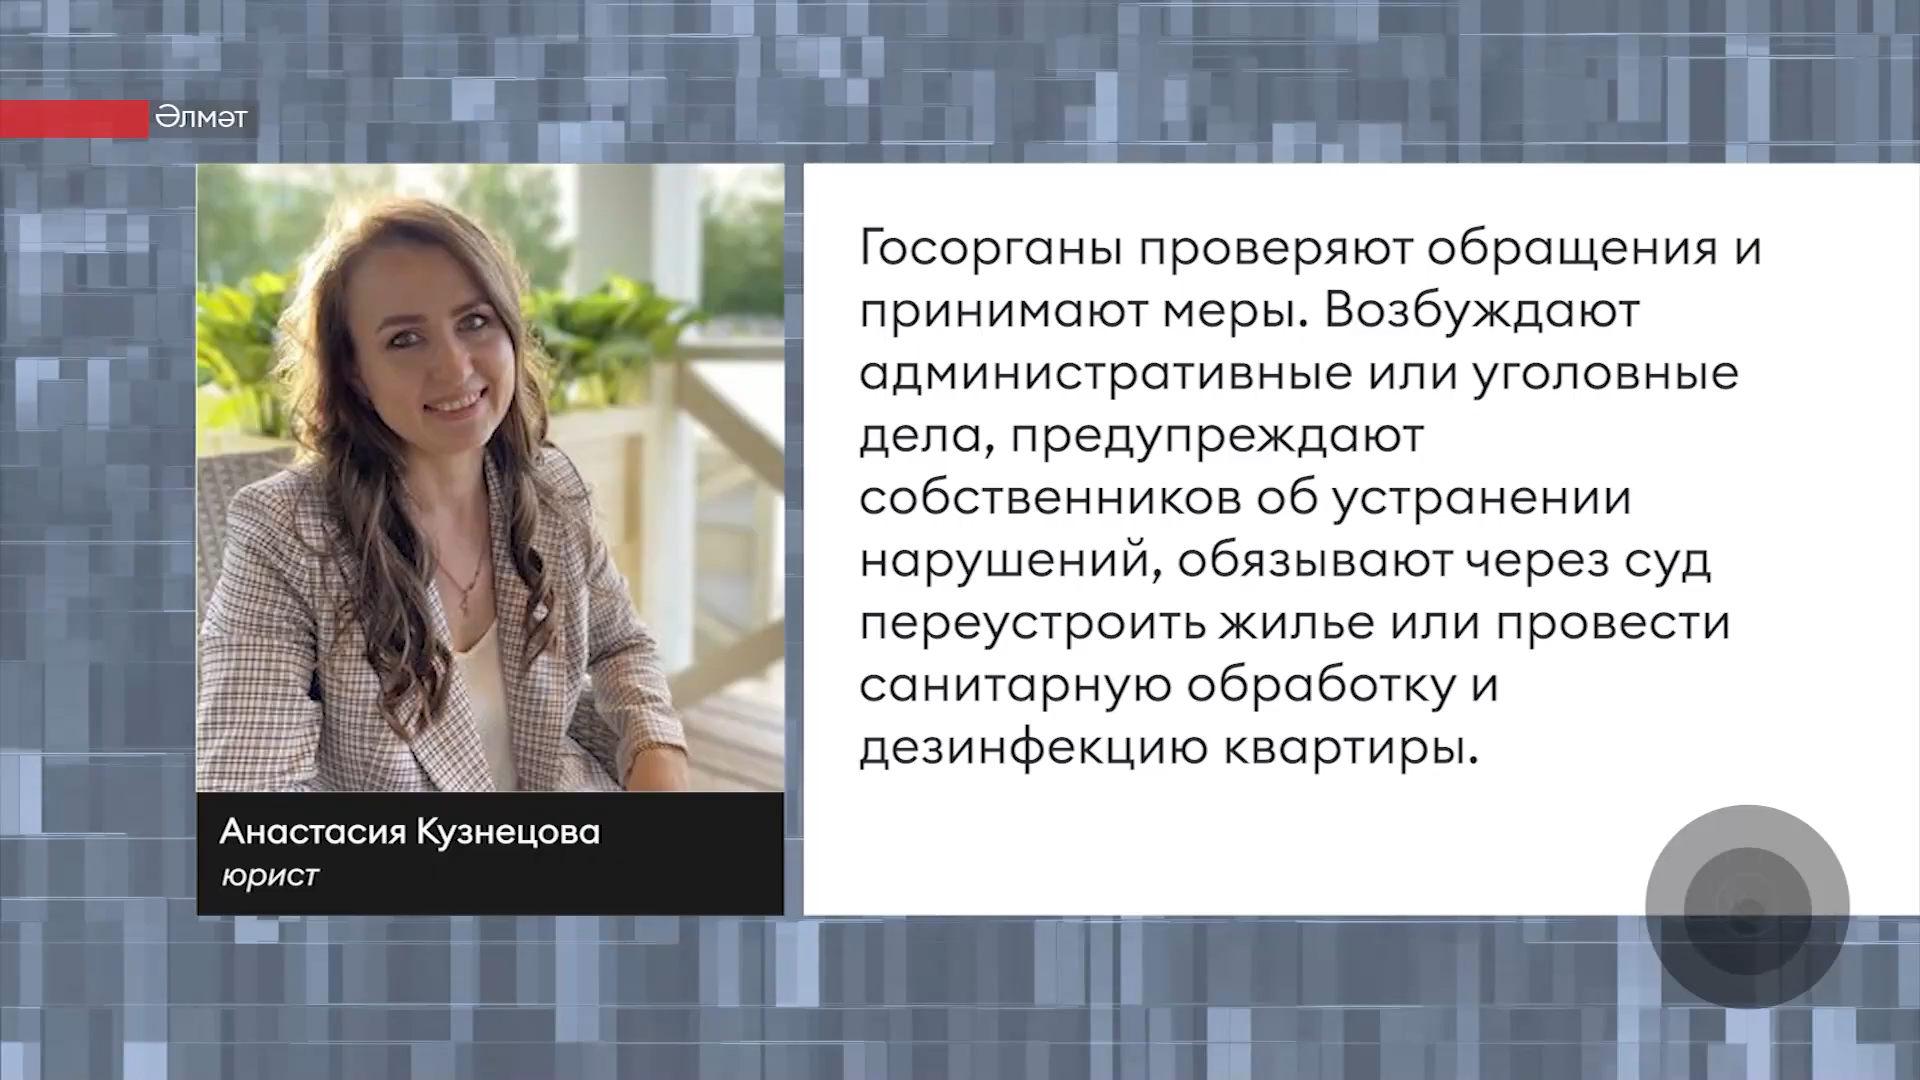 Әлмәт
Госорганы проверяют обращения и
принимают меры. Возбуждают
административные или уголовные
дела, предупреждают
собственников об устранении
нарушений, обязывают через суд
переустроить жилье или провести
санитарную обработку и
дезинфекцию квартиры.
Анастасия Кузнецова
юрист